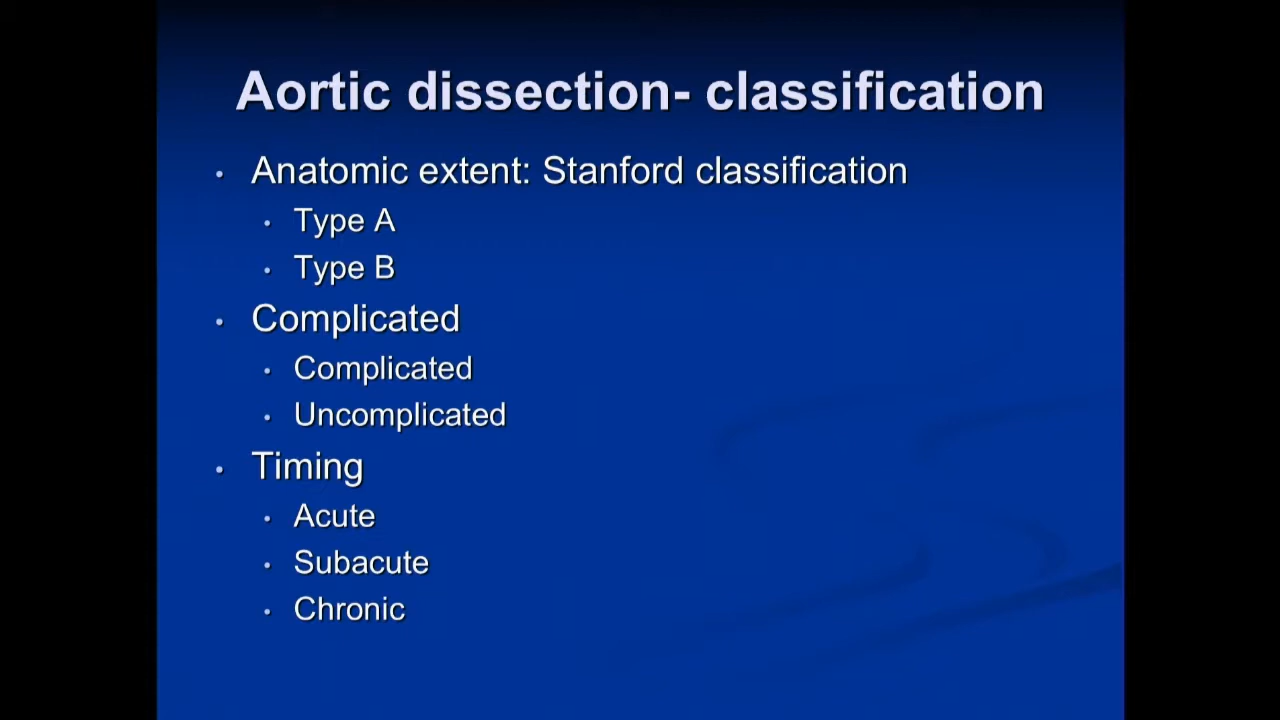 Aortic dissection- classification
• Anatomic extent: Stanford classification
• Type A
• Type B
• Complicated
• Complicated
• Uncomplicated
• Timing
• Acute
• Subacute
• Chronic